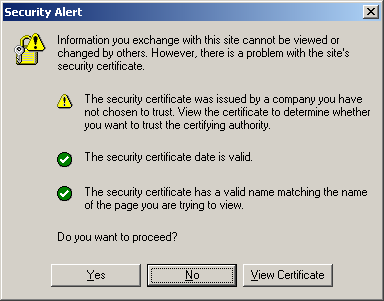 Security Alert
Information you exchange with this site cannot be viewed or
changed by others. However, there is a problem with the site's
security certificate.
The security certificate was issued by a company you have
not chosen to trust. View the certificate to determine whether
you want to trust the certifying authority.
The security certificate date is valid.
The security certificate has a valid name matching the name
of the page you are trying to view.
Do you want to proceed?
Yes
No
View Certificate